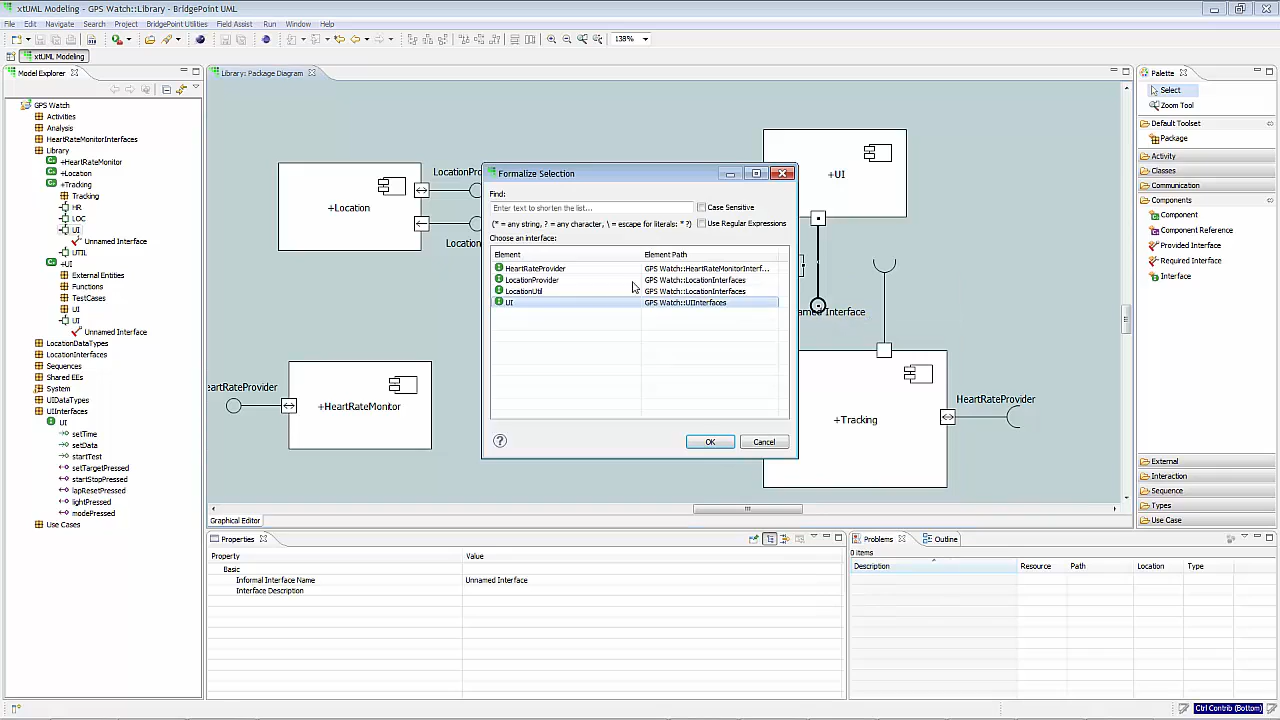 xtUML Modeling - GPS Watch::Library - BridgePoint UML
File Edit Navigate Search Project BridgePoint Utilities Field Assist Run Window Help
138%
xtUML Modeling
Model Explorer
GPS Watch
Activities
Analysis
HeartRateMonitorInterfaces
Library
+HeartRateMonitor
+Location
+Tracking
Tracking
HR
LOC
UI
Unnamed Interface
UTIL
+UI
External Entities
Functions
TestCases
UI
UI
Unnamed Interface
LocationDataTypes
LocationInterfaces
Sequences
Shared EEs
System
UIDataTypes
UIInterfaces
UI
setTime
setData
startTest
setTargetPressed
startStopPressed
lapResetPressed
lightPressed
modePressed
Use Cases
Library: Package Diagram
+Location
LocationPro
Location
+UI
Interface
eartRateProvider
+HeartRateMonitor
+Tracking
HeartRateProvider
Graphical Editor
Formalize Selection
Find:
Enter text to shorten the list...
Case Sensitive
(* = any string, ? = any character, \ = escape for literals: * ?)
Use Regular Expressions
Choose an interface:
Element Element Path
HeartRateProvider GPS Watch::HeartRateMonitorInterf...
LocationProvider GPS Watch::LocationInterfaces
LocationUtil GPS Watch::LocationInterfaces
UI GPS Watch::UIInterfaces
?
OK Cancel
Palette
Select
Zoom Tool
Default Toolset
Package
Activity
Classes
Communication
Components
Component
Component Reference
Provided Interface
Required Interface
Interface
External
Interaction
Sequence
Types
Use Case
Properties
Property Value
Basic
Informal Interface Name Unnamed Interface
Interface Description
Problems Outline
0 items
Description Resource Path Location Type
Ctrl Contrib (Bottom)